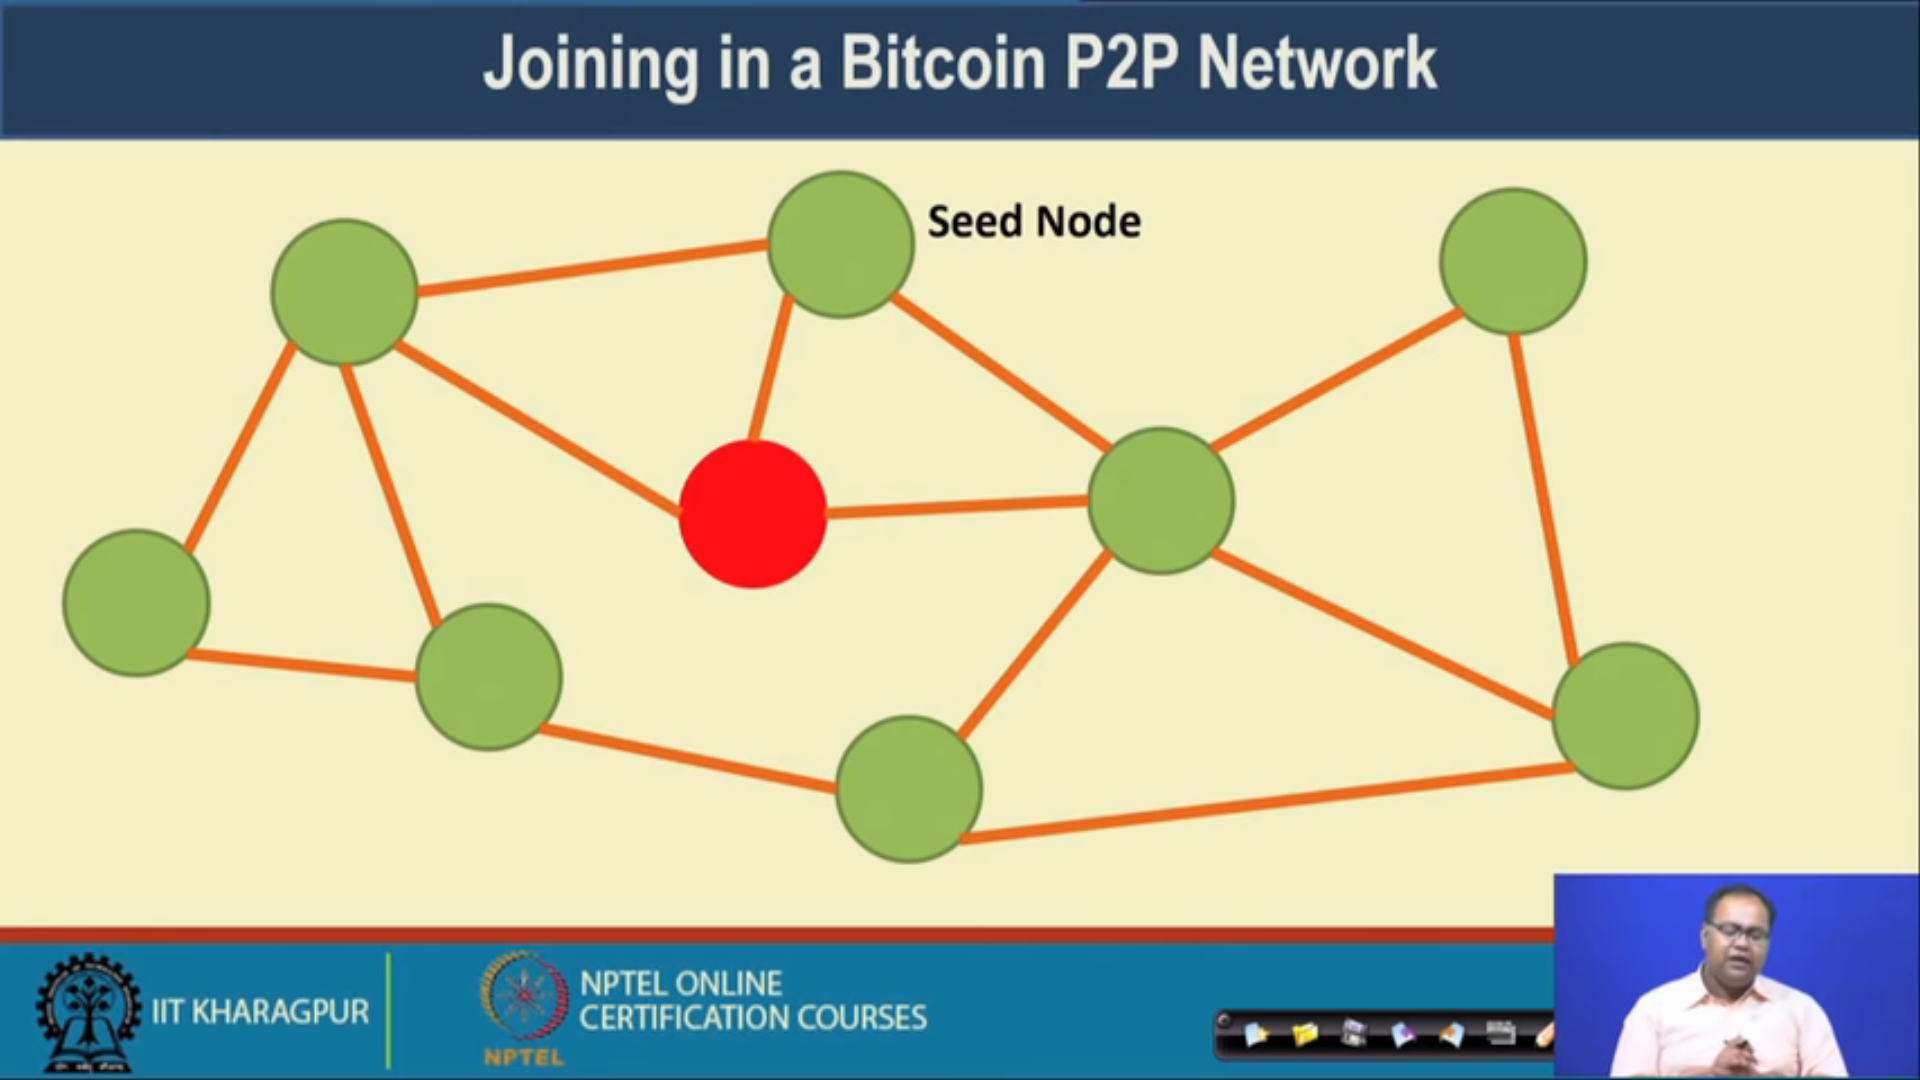 Joining in a Bitcoin P2P Network
Seed Node
IIT KHARAGPUR
NPTEL
NPTEL ONLINE
CERTIFICATION COURSES